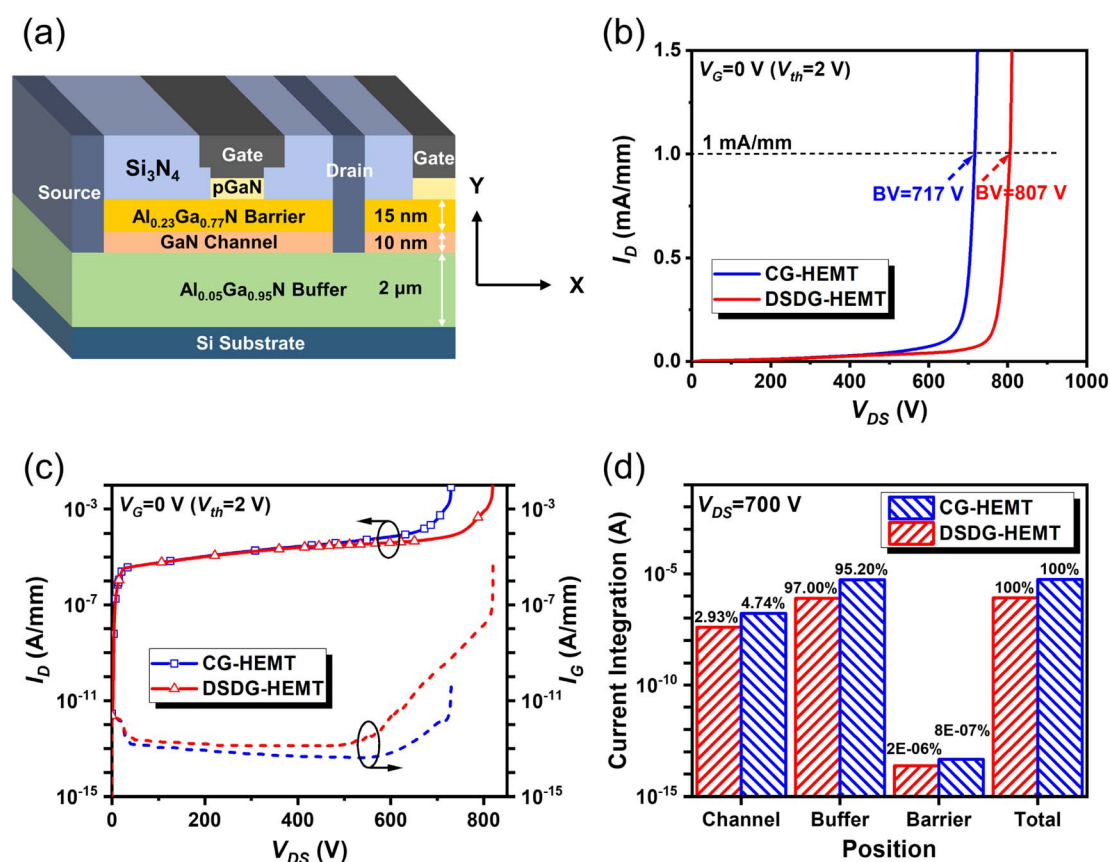 (a)
Si3N4
Gate
Gate
Drain
pGaN
Source
Y
Al0.23Ga0.77N Barrier
15 nm
GaN Channel
10 nm
X
Al0.05Ga0.95N Buffer
2 μm
Si Substrate
(b)
VG=0 V (Vth=2 V)
1 mA/mm
BV=717 V
BV=807 V
CG-HEMT
DSDG-HEMT
1.5
1.0
0.5
0.0
ID (mA/mm)
0
200
400
600
800
1000
VDS (V)
(c)
VG=0 V (Vth=2 V)
10-3
10-7
10-11
10-15
ID (A/mm)
CG-HEMT
DSDG-HEMT
10-3
10-7
10-11
10-15
IG (A/mm)
0
200
400
600
800
VDS (V)
(d)
VDS=700 V
CG-HEMT
DSDG-HEMT
10-5
10-10
10-15
Current Integration (A)
2.93%
4.74%
97.00%
95.20%
2E-06%
8E-07%
100%
100%
Channel
Buffer
Barrier
Total
Position